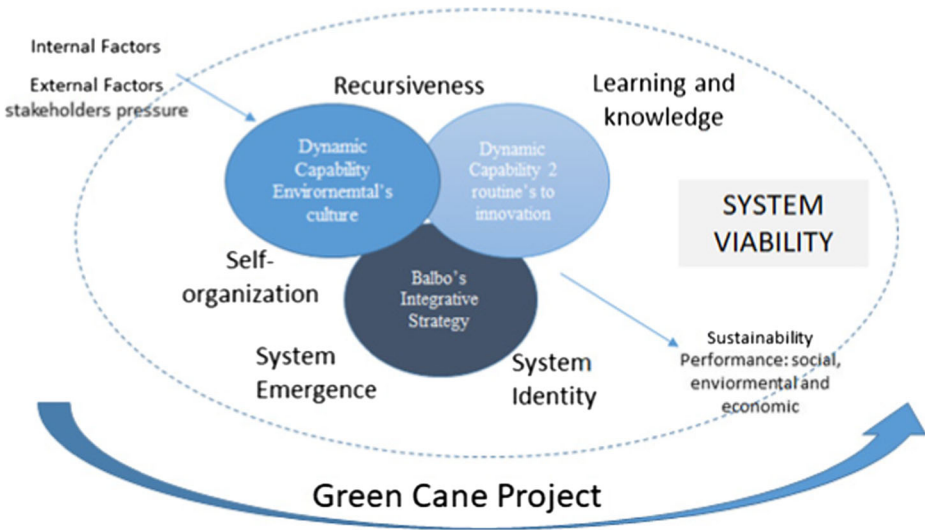 Internal Factors
External Factors
stakeholders pressure
Recursiveness
Learning and
knowledge
Dynamic
Capability
Envirornemtal's
culture
Dynamic
Capability 2
routine's to
innovation
SYSTEM
VIABILITY
Self-
organization
Balbo's
Integrative
Strategy
System
Emergence
System
Identity
Sustainability
Performance: social,
enviormental and
economic
Green Cane Project